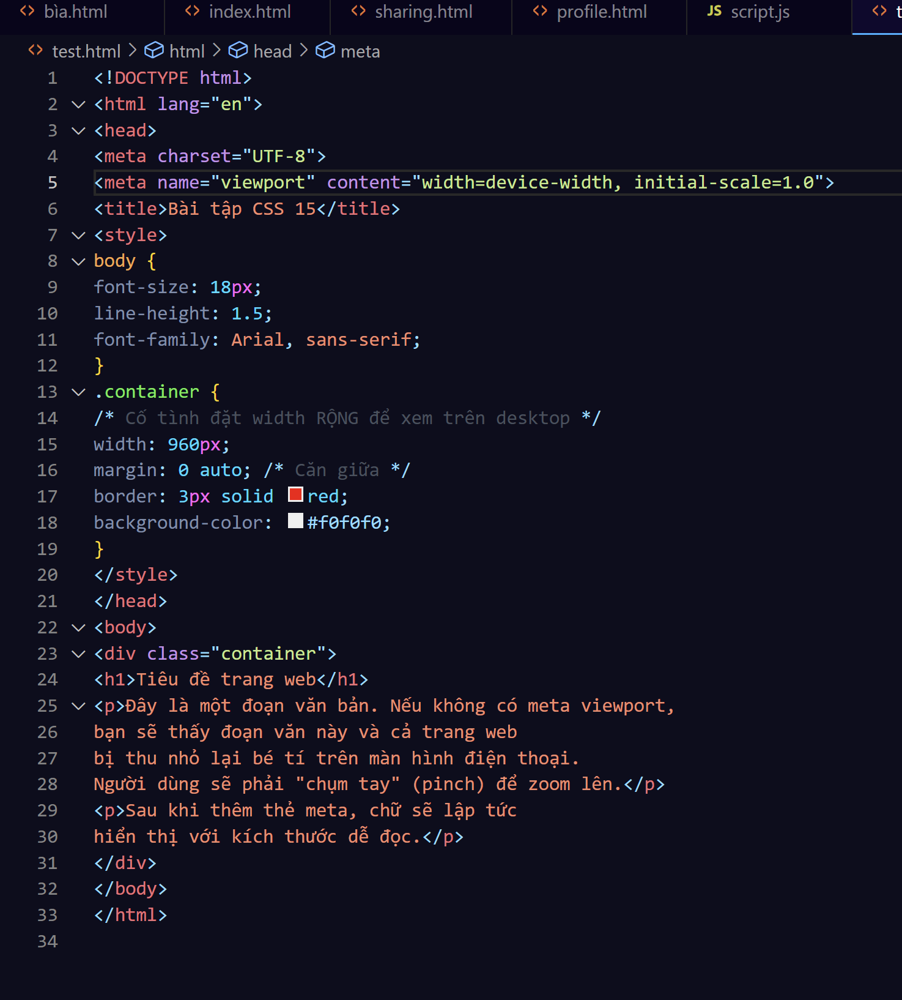 bìa.html index.html sharing.html profile.html JS script.js
test.html > html > head > meta
1 <!DOCTYPE html>
2 <html lang="en">
3 <head>
4 <meta charset="UTF-8">
5 <meta name="viewport" content="width=device-width, initial-scale=1.0">
6 <title>Bài tập CSS 15</title>
7 <style>
8 body {
9 font-size: 18px;
10 line-height: 1.5;
11 font-family: Arial, sans-serif;
12 }
13 .container {
14 /* Cố tình đặt width RỘNG để xem trên desktop */
15 width: 960px;
16 margin: 0 auto; /* Căn giữa */
17 border: 3px solid red;
18 background-color: #f0f0f0;
19 }
20 </style>
21 </head>
22 <body>
23 <div class="container">
24 <h1>Tiêu đề trang web</h1>
25 <p>Đây là một đoạn văn bản. Nếu không có meta viewport,
26 bạn sẽ thấy đoạn văn này và cả trang web
27 bị thu nhỏ lại bé tí trên màn hình điện thoại.
28 Người dùng sẽ phải "chụm tay" (pinch) để zoom lên.</p>
29 <p>Sau khi thêm thẻ meta, chữ sẽ lập tức
30 hiển thị với kích thước dễ đọc.</p>
31 </div>
32 </body>
33 </html>
34